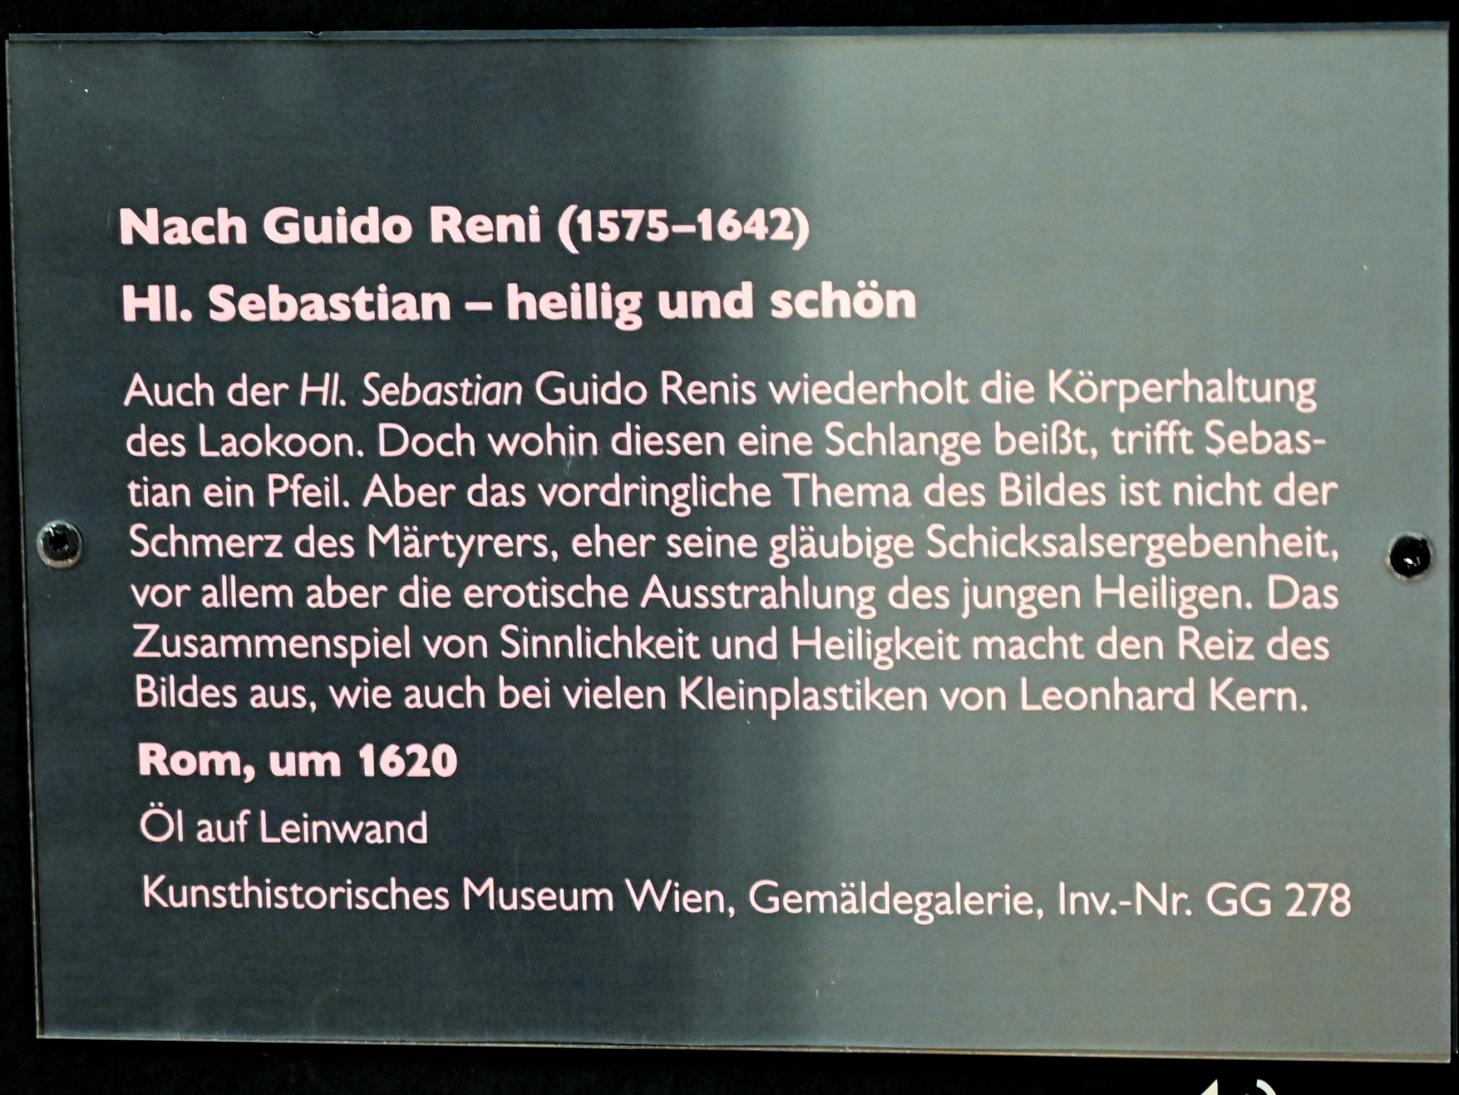 Nach Guido Reni (1575–1642)
Hl. Sebastian – heilig und schön
Auch der Hl. Sebastian Guido Renis wiederholt die Körperhaltung
des Laokoon. Doch wohin diesen eine Schlange beißt, trifft Sebas-
tian ein Pfeil. Aber das vordringliche Thema des Bildes ist nicht der
Schmerz des Märtyrers, eher seine gläubige Schicksalsergebenheit,
vor allem aber die erotische Ausstrahlung des jungen Heiligen. Das
Zusammenspiel von Sinnlichkeit und Heiligkeit macht den Reiz des
Bildes aus, wie auch bei vielen Kleinplastiken von Leonhard Kern.
Rom, um 1620
Öl auf Leinwand
Kunsthistorisches Museum Wien, Gemäldegalerie, Inv.-Nr. GG 278